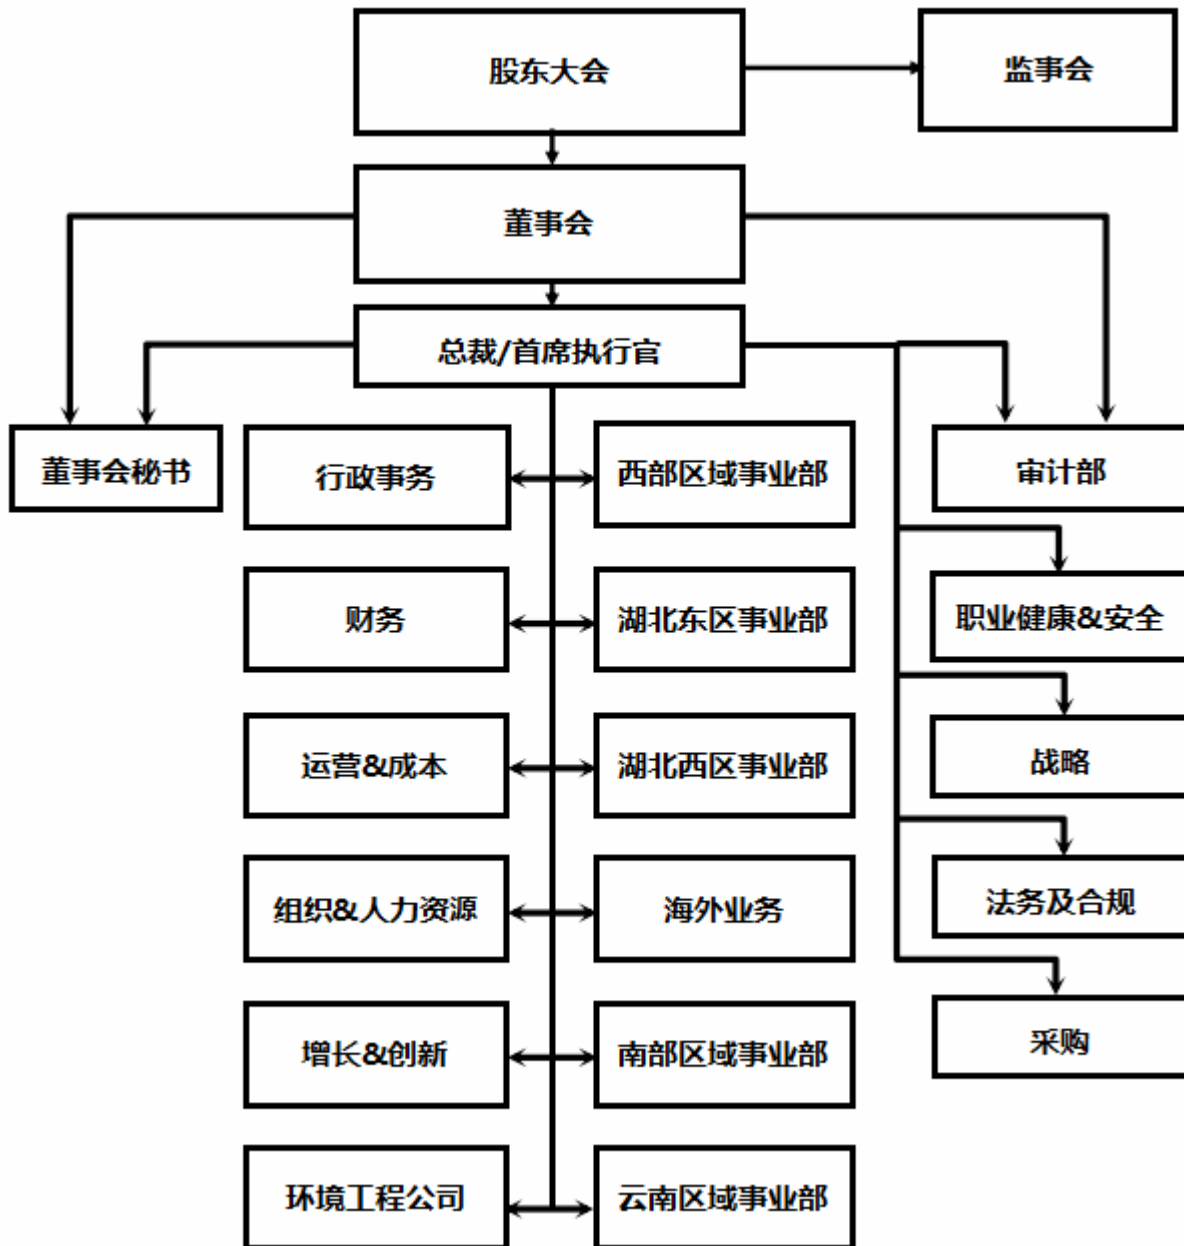 股东大会
监事会
董事会
总裁/首席执行官
董事会秘书
行政事务
西部区域事业部
审计部
财务
湖北东区事业部
职业健康&安全
运营&成本
湖北西区事业部
战略
组织&人力资源
海外业务
法务及合规
增长&创新
南部区域事业部
采购
环境工程公司
云南区域事业部